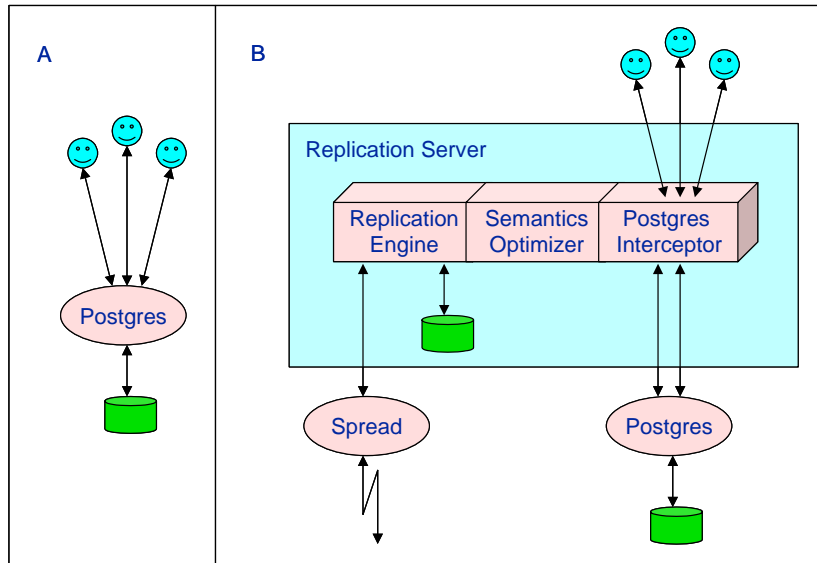 A
Postgres
B
Replication Server
Replication
Engine
Semantics
Optimizer
Postgres
Interceptor
Spread
Postgres